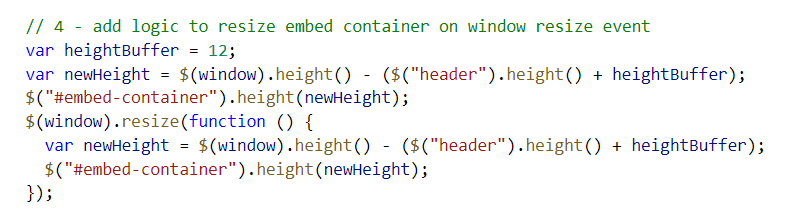 // 4 - add logic to resize embed container on window resize event
var heightBuffer = 12;
var newHeight = $(window).height() - ($("header").height() + heightBuffer);
$("#embed-container").height(newHeight);
$(window).resize(function () {
  var newHeight = $(window).height() - ($("header").height() + heightBuffer);
  $("#embed-container").height(newHeight);
});